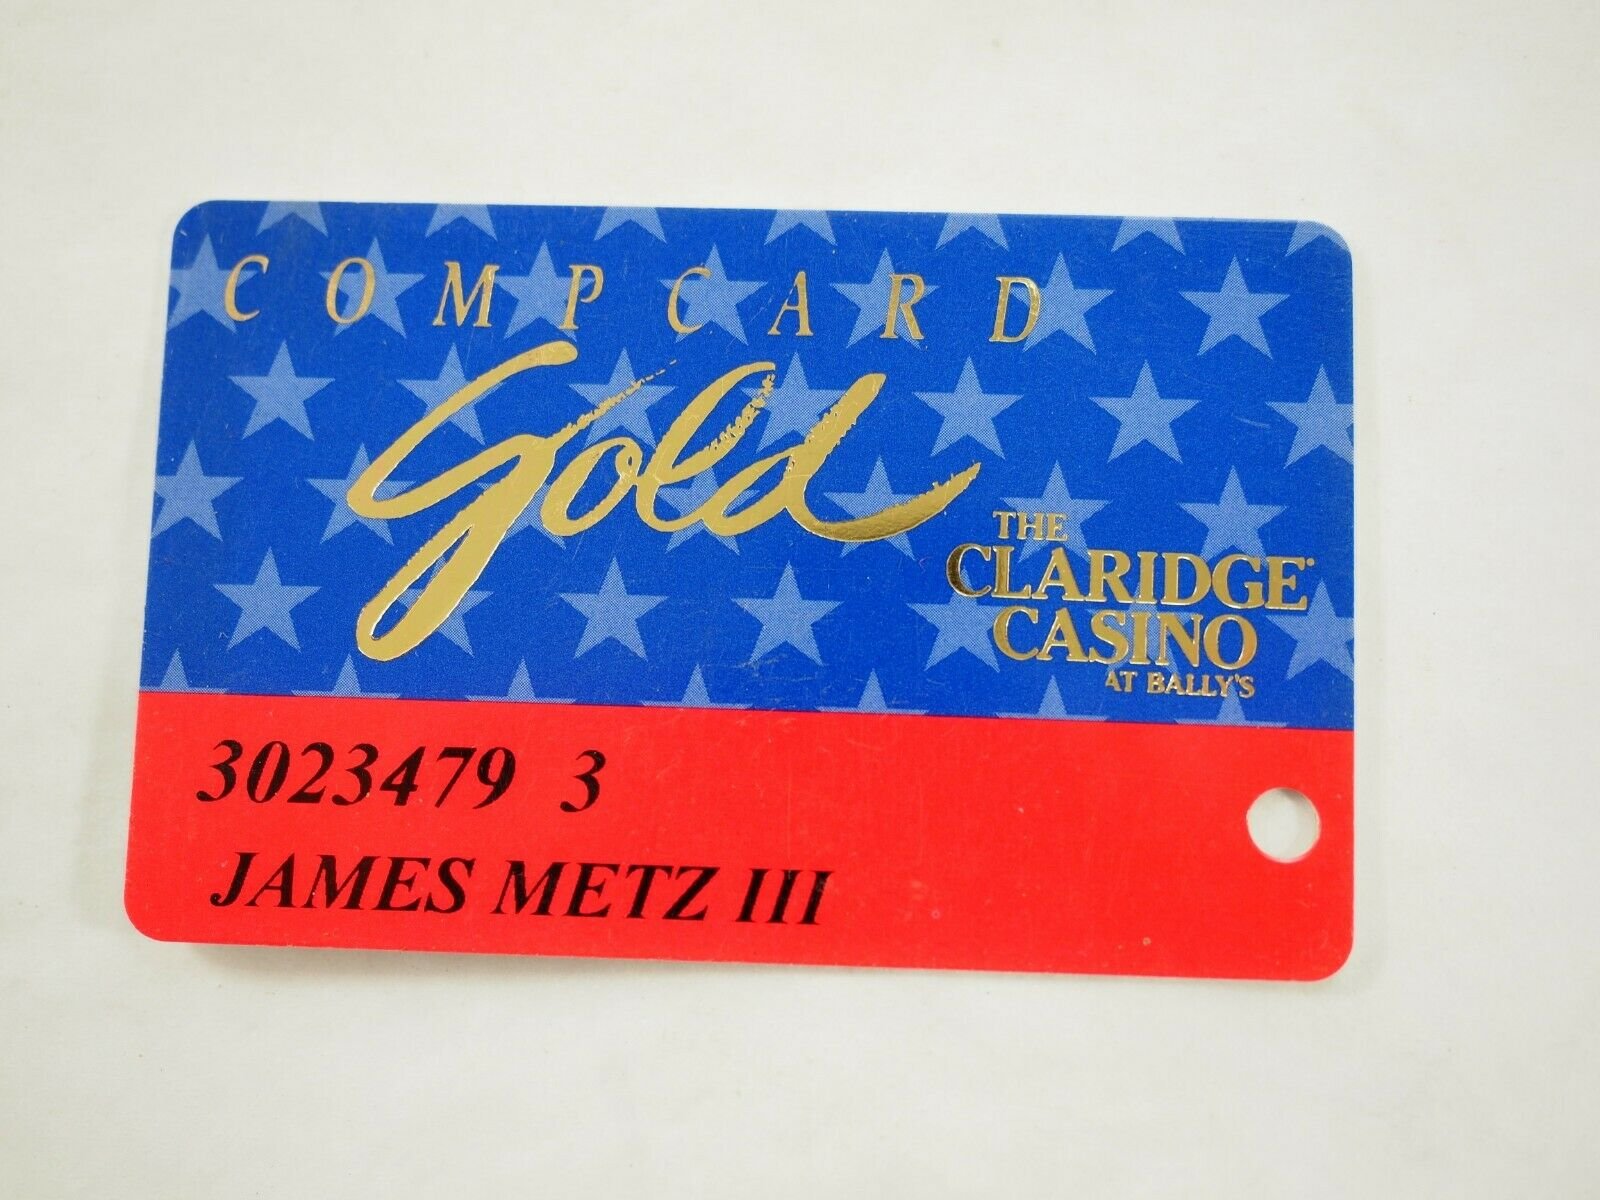 COMPCARD
Gold
THE
CLARIDGE
CASINO
AT BALLY'S
3023479 3
JAMES METZ III